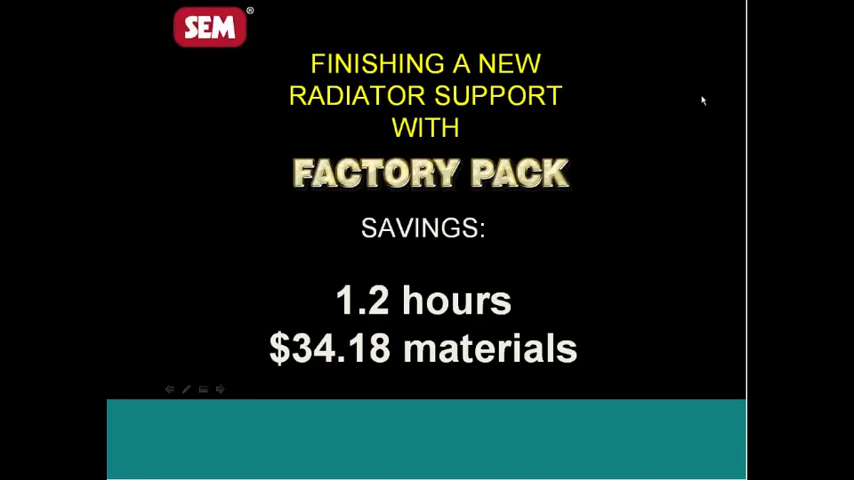 SEM®
FINISHING A NEW
RADIATOR SUPPORT
WITH
FACTORY PACK
SAVINGS:
1.2 hours
$34.18 materials